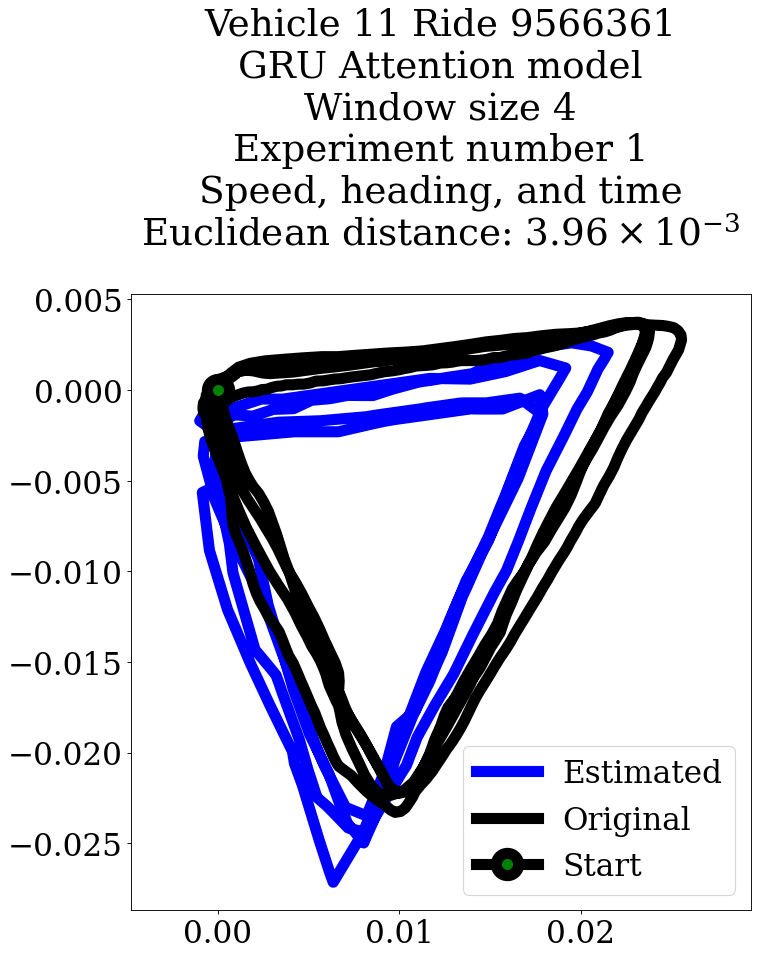 Vehicle 11 Ride 9566361
GRU Attention model
Window size 4
Experiment number 1
Speed, heading, and time
Euclidean distance: 3.96 × 10⁻³
0.005
0.000
−0.005
−0.010
−0.015
−0.020
−0.025
Estimated
Original
Start
0.00 0.01 0.02